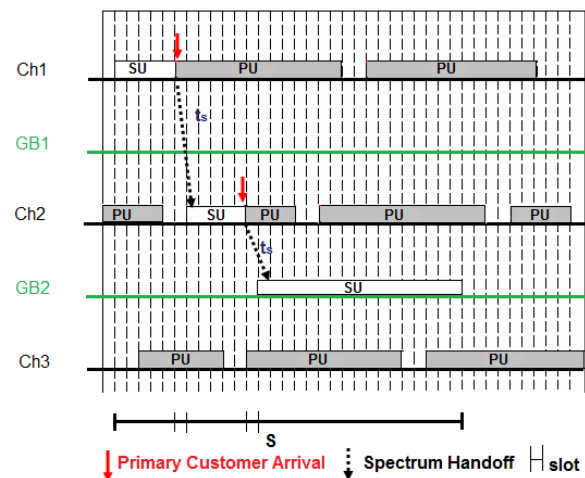 Ch1 SU PU PU
ts
GB1
Ch2 PU SU PU PU PU
ts
GB2 SU
Ch3 PU PU PU
S
Primary Customer Arrival Spectrum Handoff slot